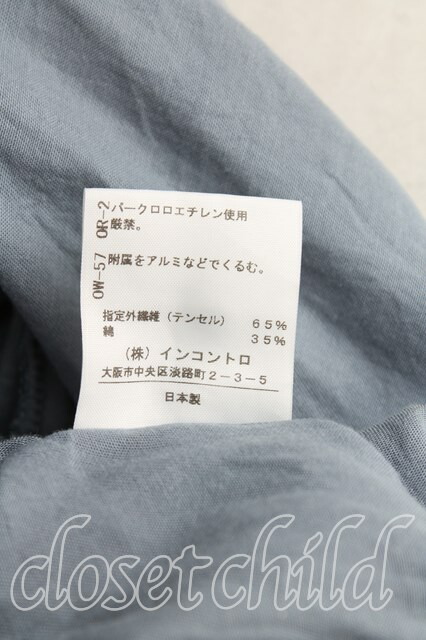 OR-2
パークロロエチレン使用
厳禁。
OW-57
附属をアルミなどでくるむ。
指定外繊維（テンセル） 65%
綿 35%
（株）インコントロ
大阪市中央区淡路町2-3-5
日本製
closet child